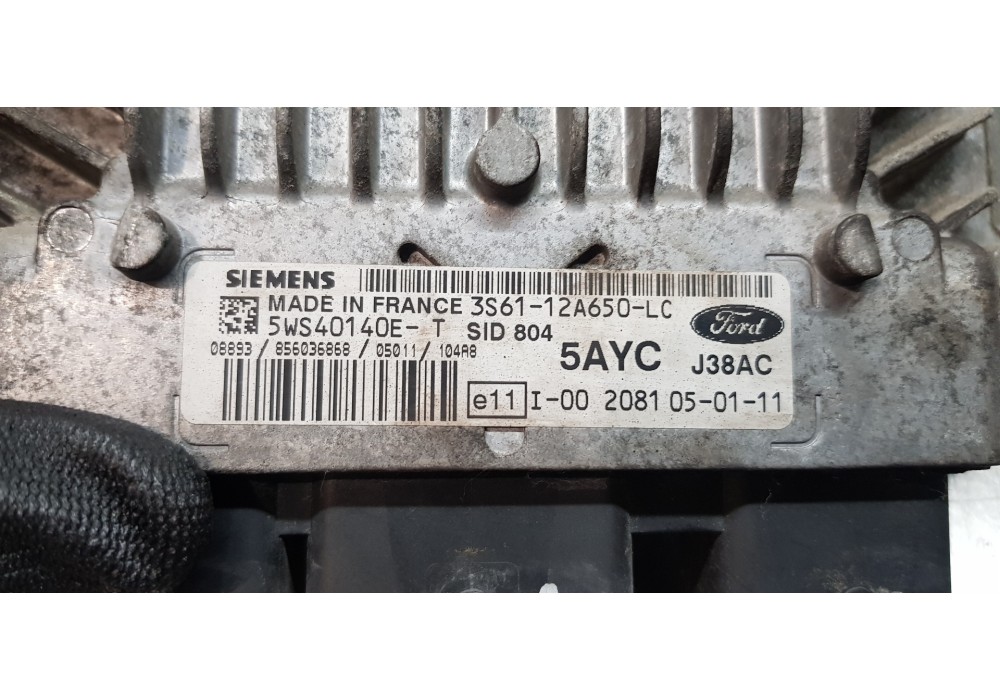 SIEMENS
MADE IN FRANCE 3S61-12A650-LC
5WS40140E-T SID 804
Ford
08893 / 856036868 / 05011 / 104A8
5AYC J38AC
e11 I-00 2081 05-01-11